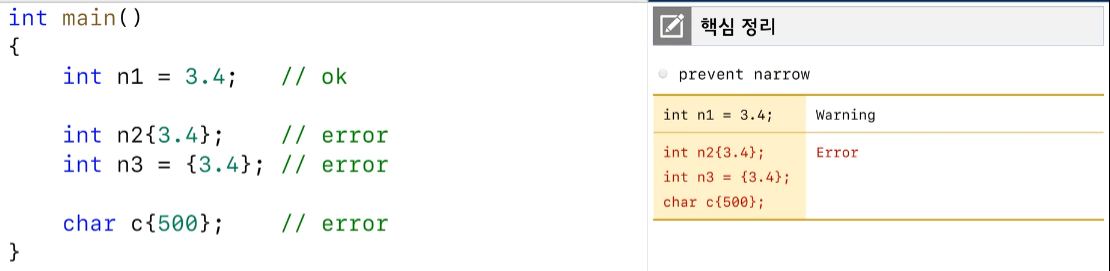 int main()
{
    int n1 = 3.4;   // ok
    int n2{3.4};    // error
    int n3 = {3.4}; // error
    char c{500};    // error
}
핵심 정리
prevent narrow
int n1 = 3.4; Warning
int n2{3.4}; Error
int n3 = {3.4};
char c{500};